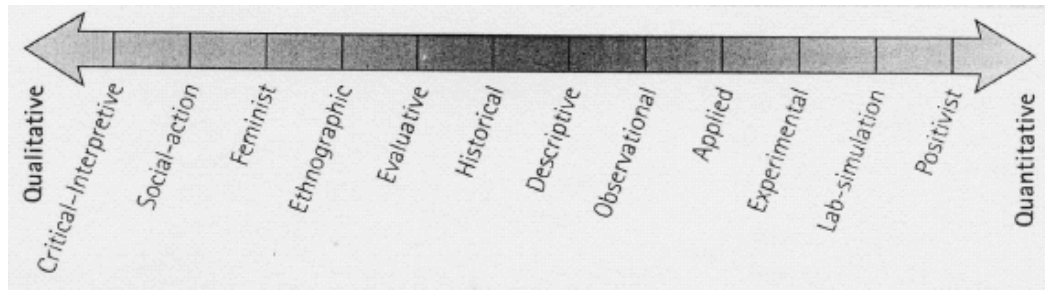 Qualitative
Critical-Interpretive
Social-action
Feminist
Ethnographic
Evaluative
Historical
Descriptive
Observational
Applied
Experimental
Lab-simulation
Positivist
Quantitative